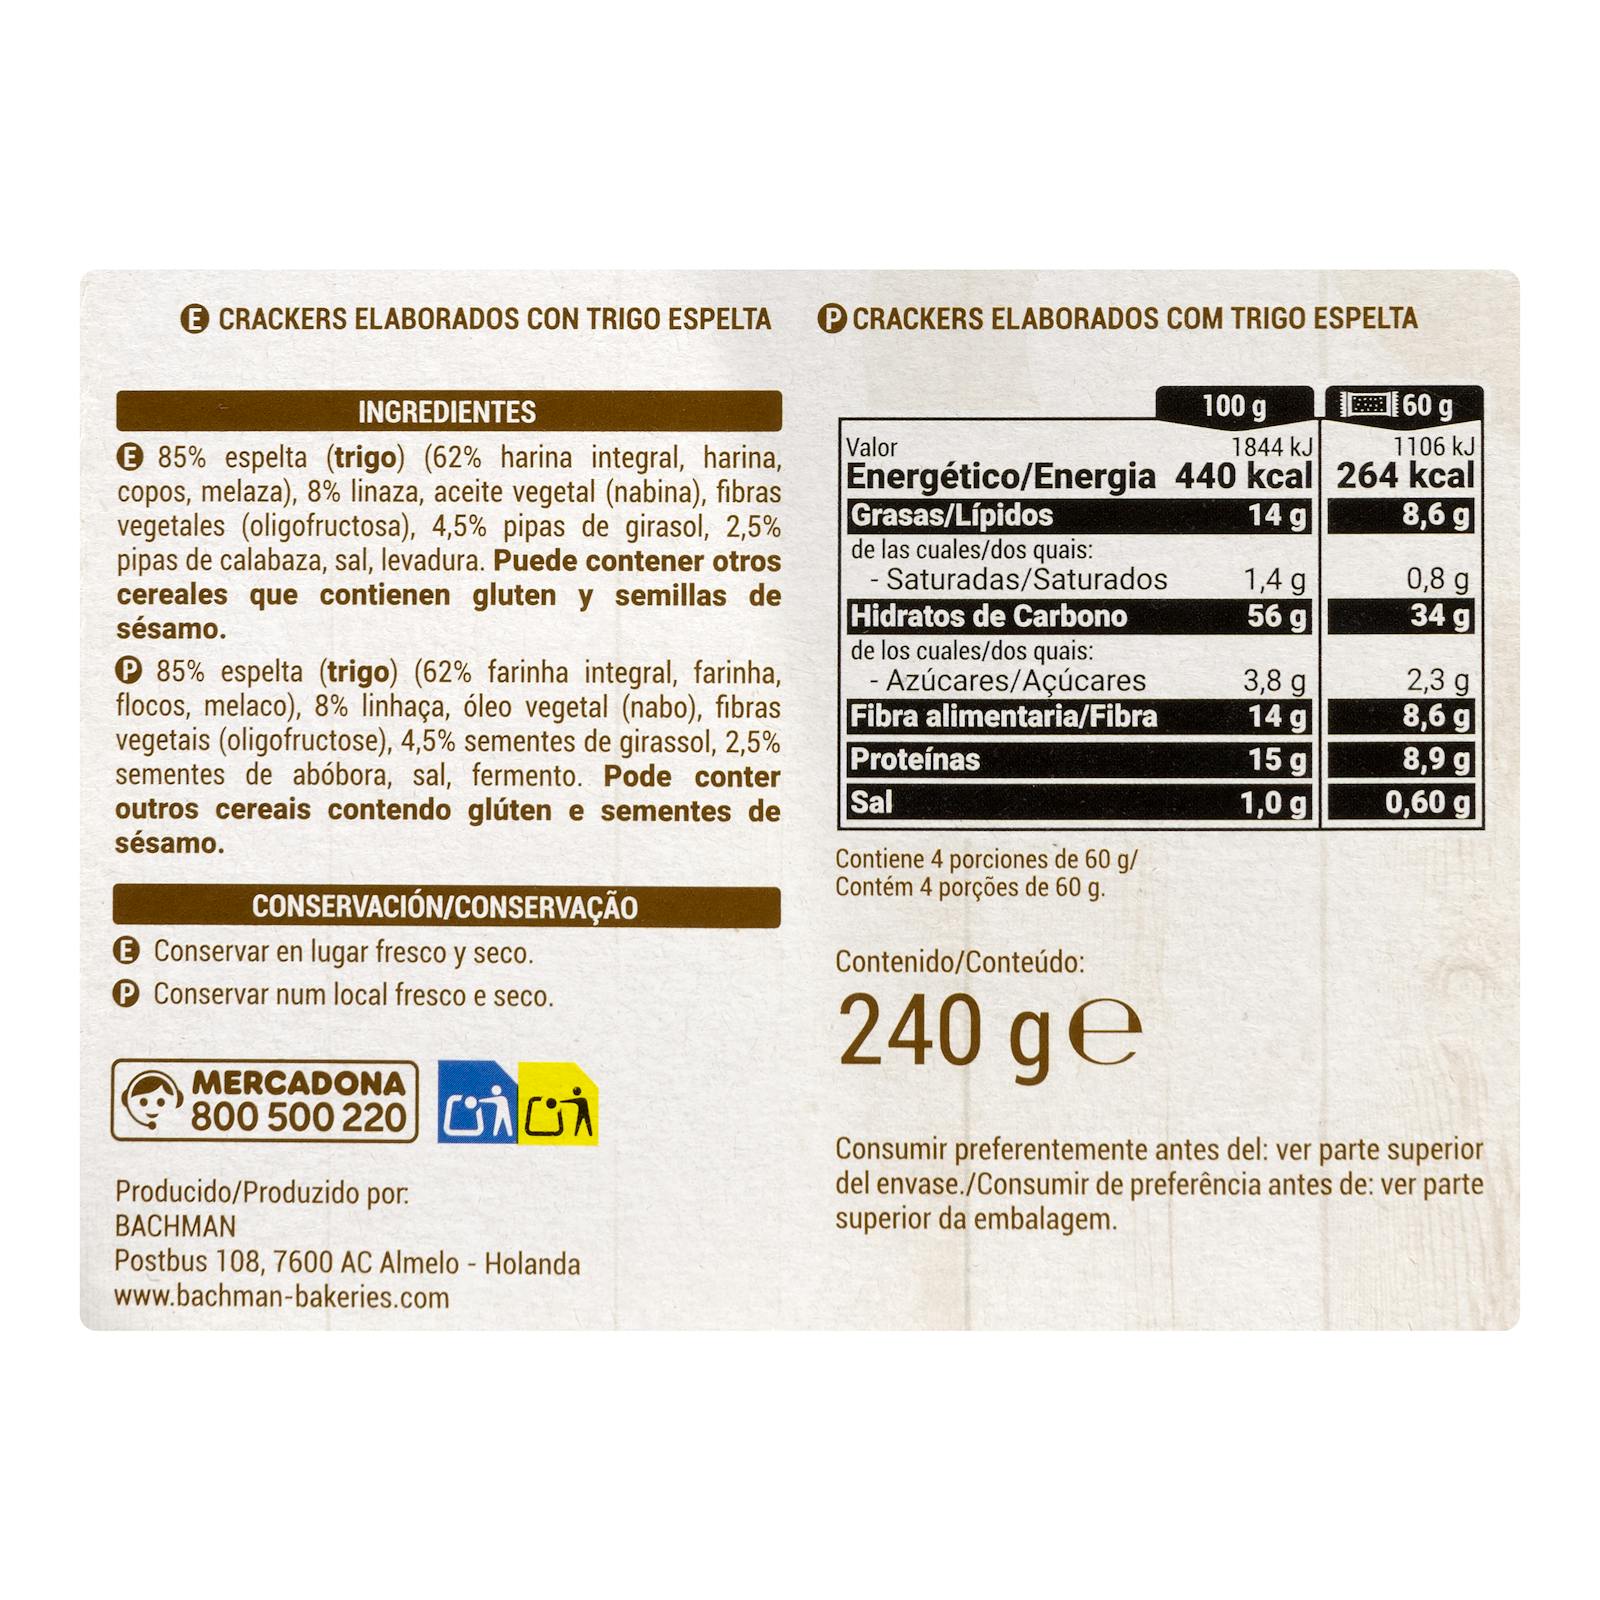 E CRACKERS ELABORADOS CON TRIGO ESPELTA
P CRACKERS ELABORADOS COM TRIGO ESPELTA
INGREDIENTES
E 85% espelta (trigo) (62% harina integral, harina,
copos, melaza), 8% linaza, aceite vegetal (nabina), fibras
vegetales (oligofructosa), 4,5% pipas de girasol, 2,5%
pipas de calabaza, sal, levadura. Puede contener otros
cereales que contienen gluten y semillas de
sésamo.
P 85% espelta (trigo) (62% farinha integral, farinha,
flocos, melaco), 8% linhaça, óleo vegetal (nabo), fibras
vegetais (oligofructose), 4,5% sementes de girassol, 2,5%
sementes de abóbora, sal, fermento. Pode conter
outros cereais contendo glúten e sementes de
sésamo.
CONSERVACIÓN/CONSERVAÇÃO
E Conservar en lugar fresco y seco.
P Conservar num local fresco e seco.
MERCADONA
800 500 220
Producido/Produzido por:
BACHMAN
Postbus 108, 7600 AC Almelo - Holanda
www.bachman-bakeries.com
100 g 60 g
Valor 1844 kJ 1106 kJ
Energético/Energia 440 kcal 264 kcal
Grasas/Lípidos 14 g 8,6 g
de las cuales/dos quais:
- Saturadas/Saturados 1,4 g 0,8 g
Hidratos de Carbono 56 g 34 g
de los cuales/dos quais:
- Azúcares/Açúcares 3,8 g 2,3 g
Fibra alimentaria/Fibra 14 g 8,6 g
Proteínas 15 g 8,9 g
Sal 1,0 g 0,60 g
Contiene 4 porciones de 60 g/
Contém 4 porções de 60 g.
Contenido/Conteúdo:
240 g ℮
Consumir preferentemente antes del: ver parte superior
del envase./Consumir de preferência antes de: ver parte
superior da embalagem.